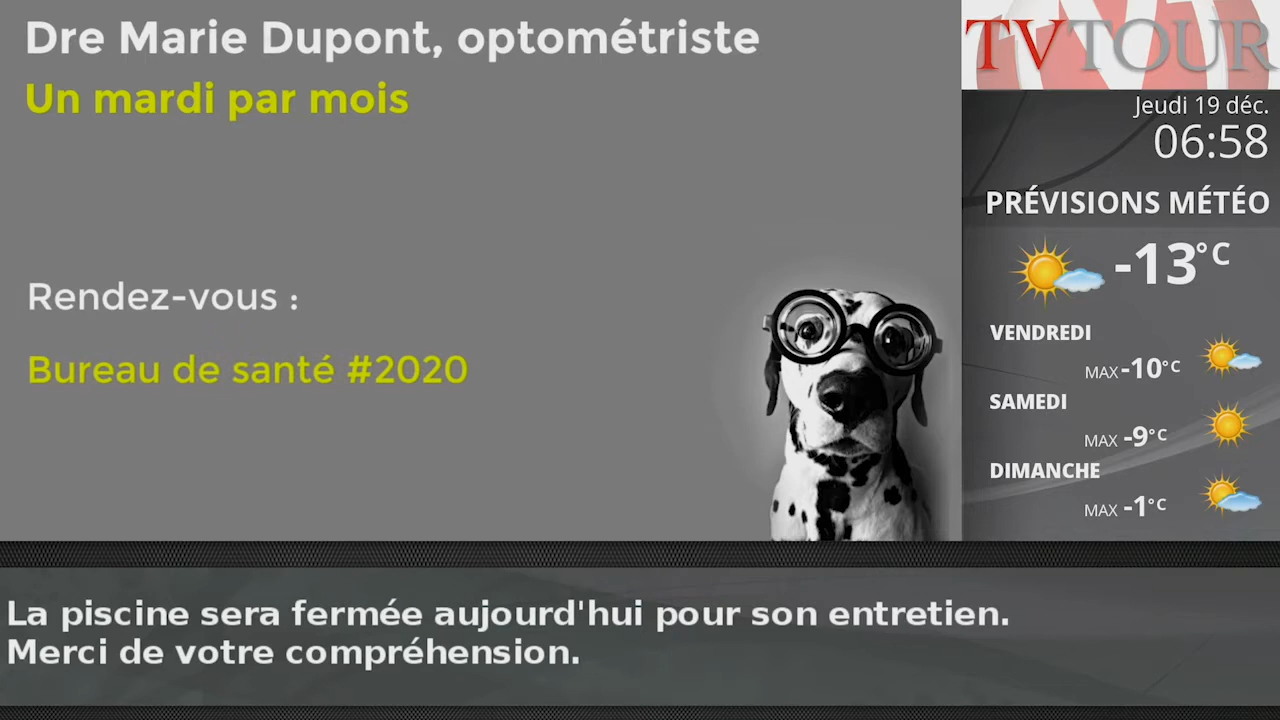 Dre Marie Dupont, optométriste
Un mardi par mois
Rendez-vous :
Bureau de santé #2020
TVTOUR
Jeudi 19 déc.
06:58
PRÉVISIONS MÉTÉO
-13°C
VENDREDI
MAX -10°C
SAMEDI
MAX -9°C
DIMANCHE
MAX -1°C
La piscine sera fermée aujourd'hui pour son entretien.
Merci de votre compréhension.